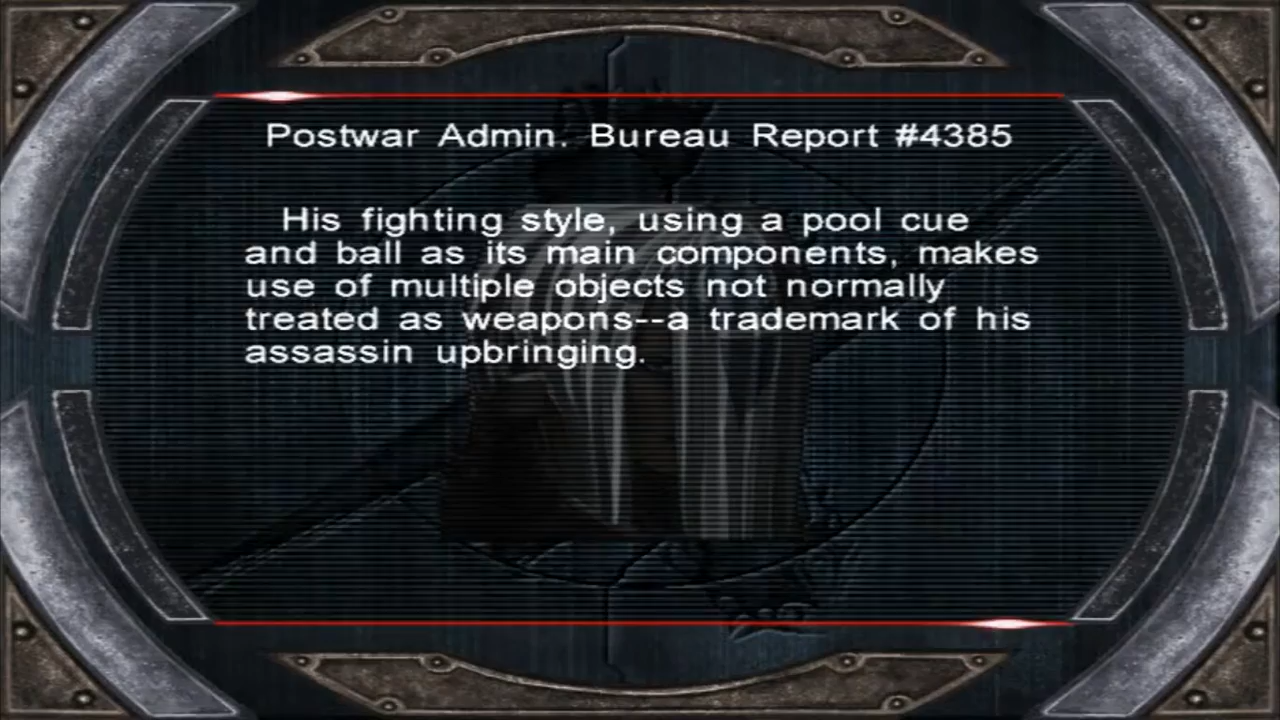 Postwar Admin. Bureau Report #4385
His fighting style, using a pool cue
and ball as its main components, makes
use of multiple objects not normally
treated as weapons--a trademark of his
assassin upbringing.